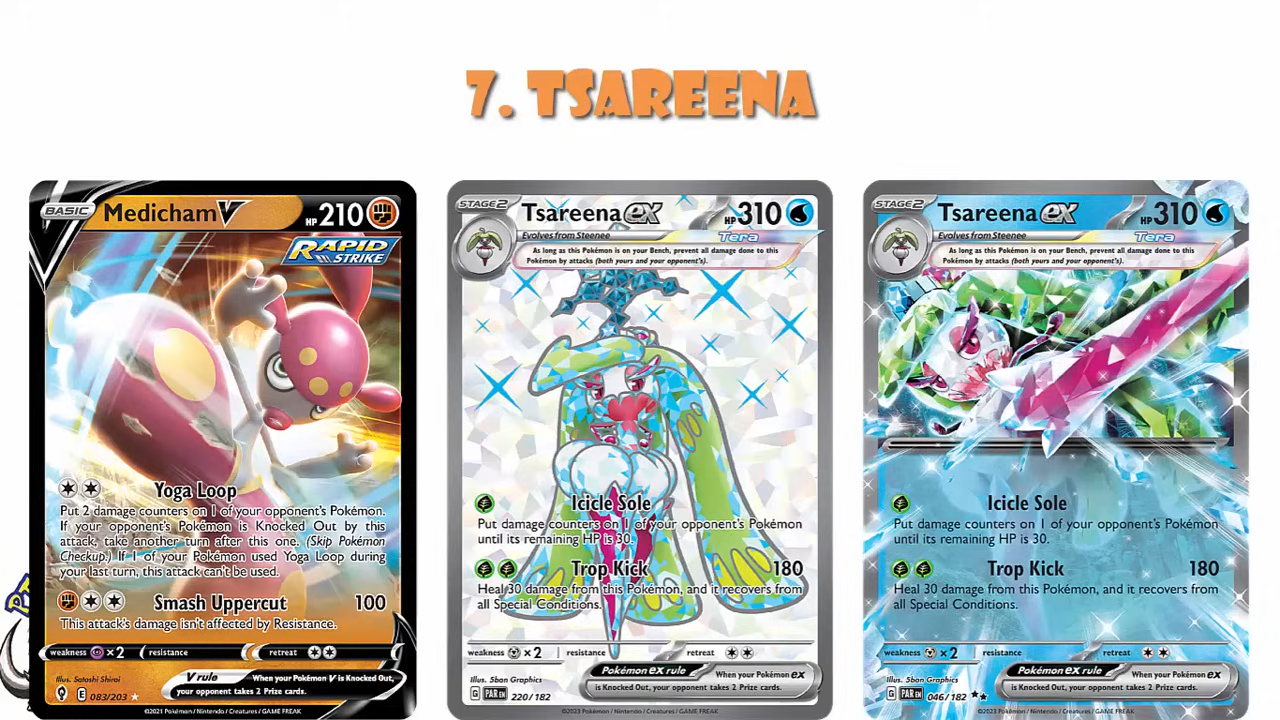 7. TSAREENA
BASIC
Medicham V
HP 210
RAPID
STRIKE
Yoga Loop
Put 2 damage counters on 1 of your opponent's Pokémon.
If your opponent's Pokémon is Knocked Out by this
attack, take another turn after this one. (Skip Pokémon
Checkup.) If 1 of your Pokémon used Yoga Loop during
your last turn, this attack can't be used.
Smash Uppercut 100
This attack's damage isn't affected by Resistance.
weakness ×2 resistance retreat
Illus. Satoshi Shirai
V rule When your Pokémon V is Knocked Out,
your opponent takes 2 Prize cards.
E 083/203
©2021 Pokémon / Nintendo / Creatures / GAME FREAK
STAGE2
Tsareena ex
HP 310
Evolves from Steenee
Tera
As long as this Pokémon is on your Bench, prevent all damage done to this
Pokémon by attacks (both yours and your opponent's).
Icicle Sole
Put damage counters on 1 of your opponent's Pokémon
until its remaining HP is 30.
Trop Kick 180
Heal 30 damage from this Pokémon, and it recovers from
all Special Conditions.
weakness ×2 resistance retreat
Illus. 5ban Graphics
Pokémon ex rule When your Pokémon ex
is Knocked Out, your opponent takes 2 Prize cards.
G PAR EN 220/182
©2023 Pokémon / Nintendo / Creatures / GAME FREAK
STAGE2
Tsareena ex
HP 310
Evolves from Steenee
Tera
As long as this Pokémon is on your Bench, prevent all damage done to this
Pokémon by attacks (both yours and your opponent's).
Icicle Sole
Put damage counters on 1 of your opponent's Pokémon
until its remaining HP is 30.
Trop Kick 180
Heal 30 damage from this Pokémon, and it recovers from
all Special Conditions.
weakness ×2 resistance retreat
Illus. 5ban Graphics
Pokémon ex rule When your Pokémon ex
is Knocked Out, your opponent takes 2 Prize cards.
G PAR EN 046/182
©2023 Pokémon / Nintendo / Creatures / GAME FREAK